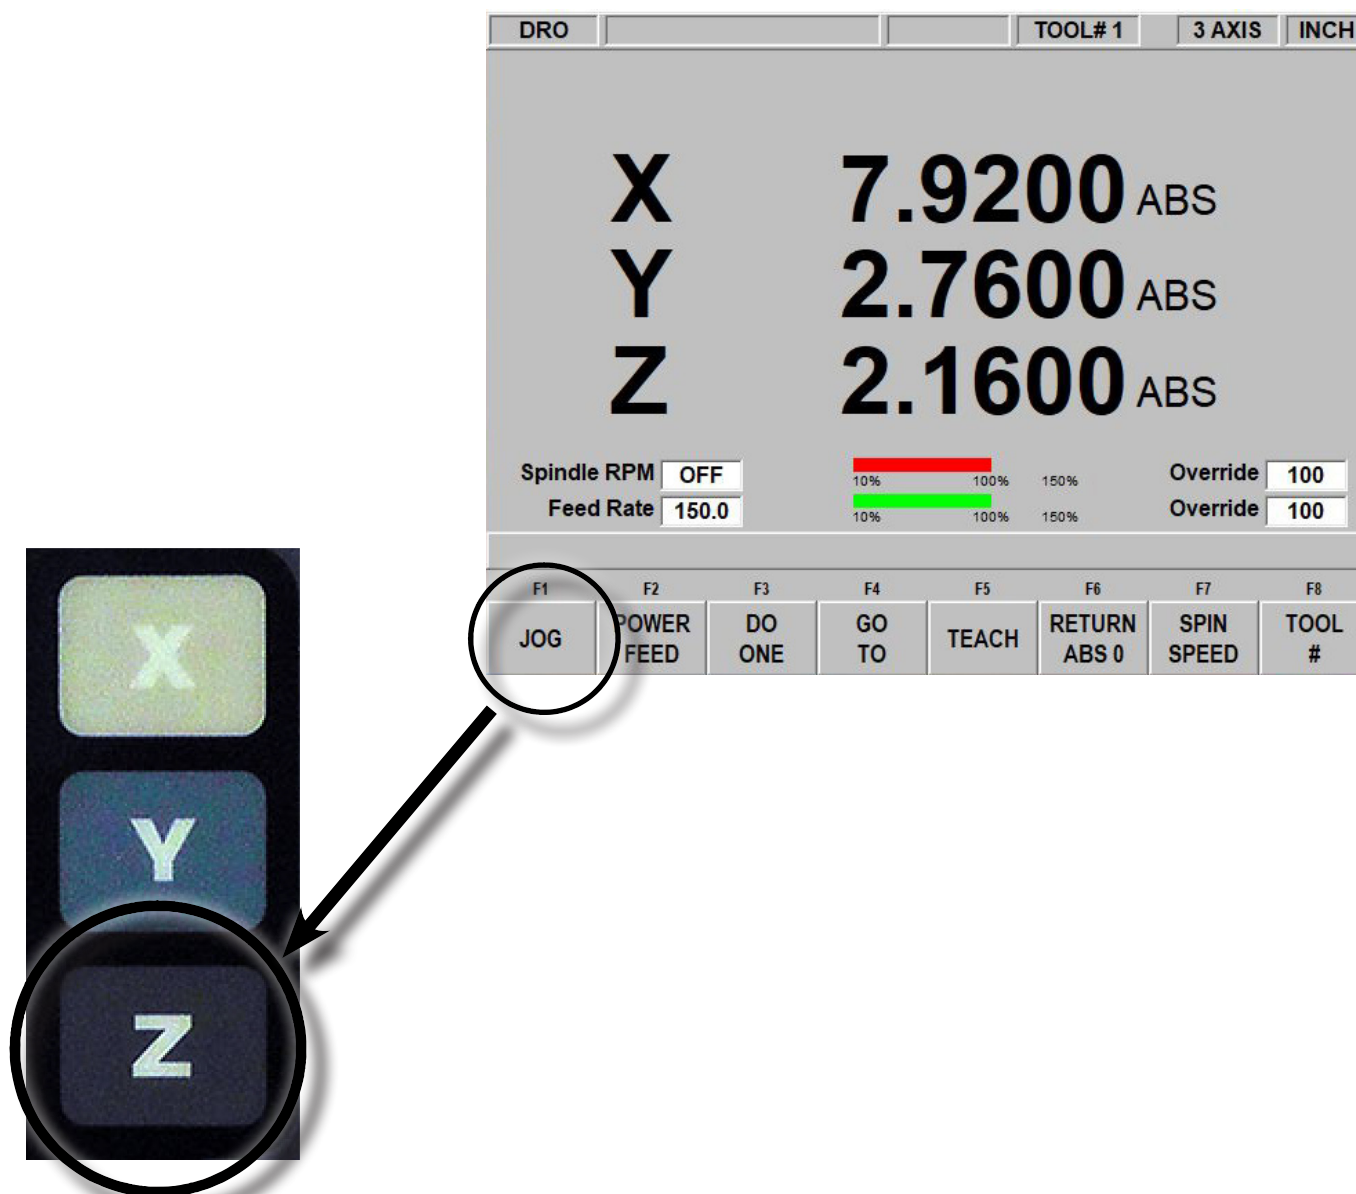 DRO TOOL# 1 3 AXIS INCH
X 7.9200 ABS
Y 2.7600 ABS
Z 2.1600 ABS
Spindle RPM OFF 10% 100% 150% Override 100
Feed Rate 150.0 10% 100% 150% Override 100
F1 F2 F3 F4 F5 F6 F7 F8
JOG POWER FEED DO ONE GO TO TEACH RETURN ABS 0 SPIN SPEED TOOL #
X
Y
Z